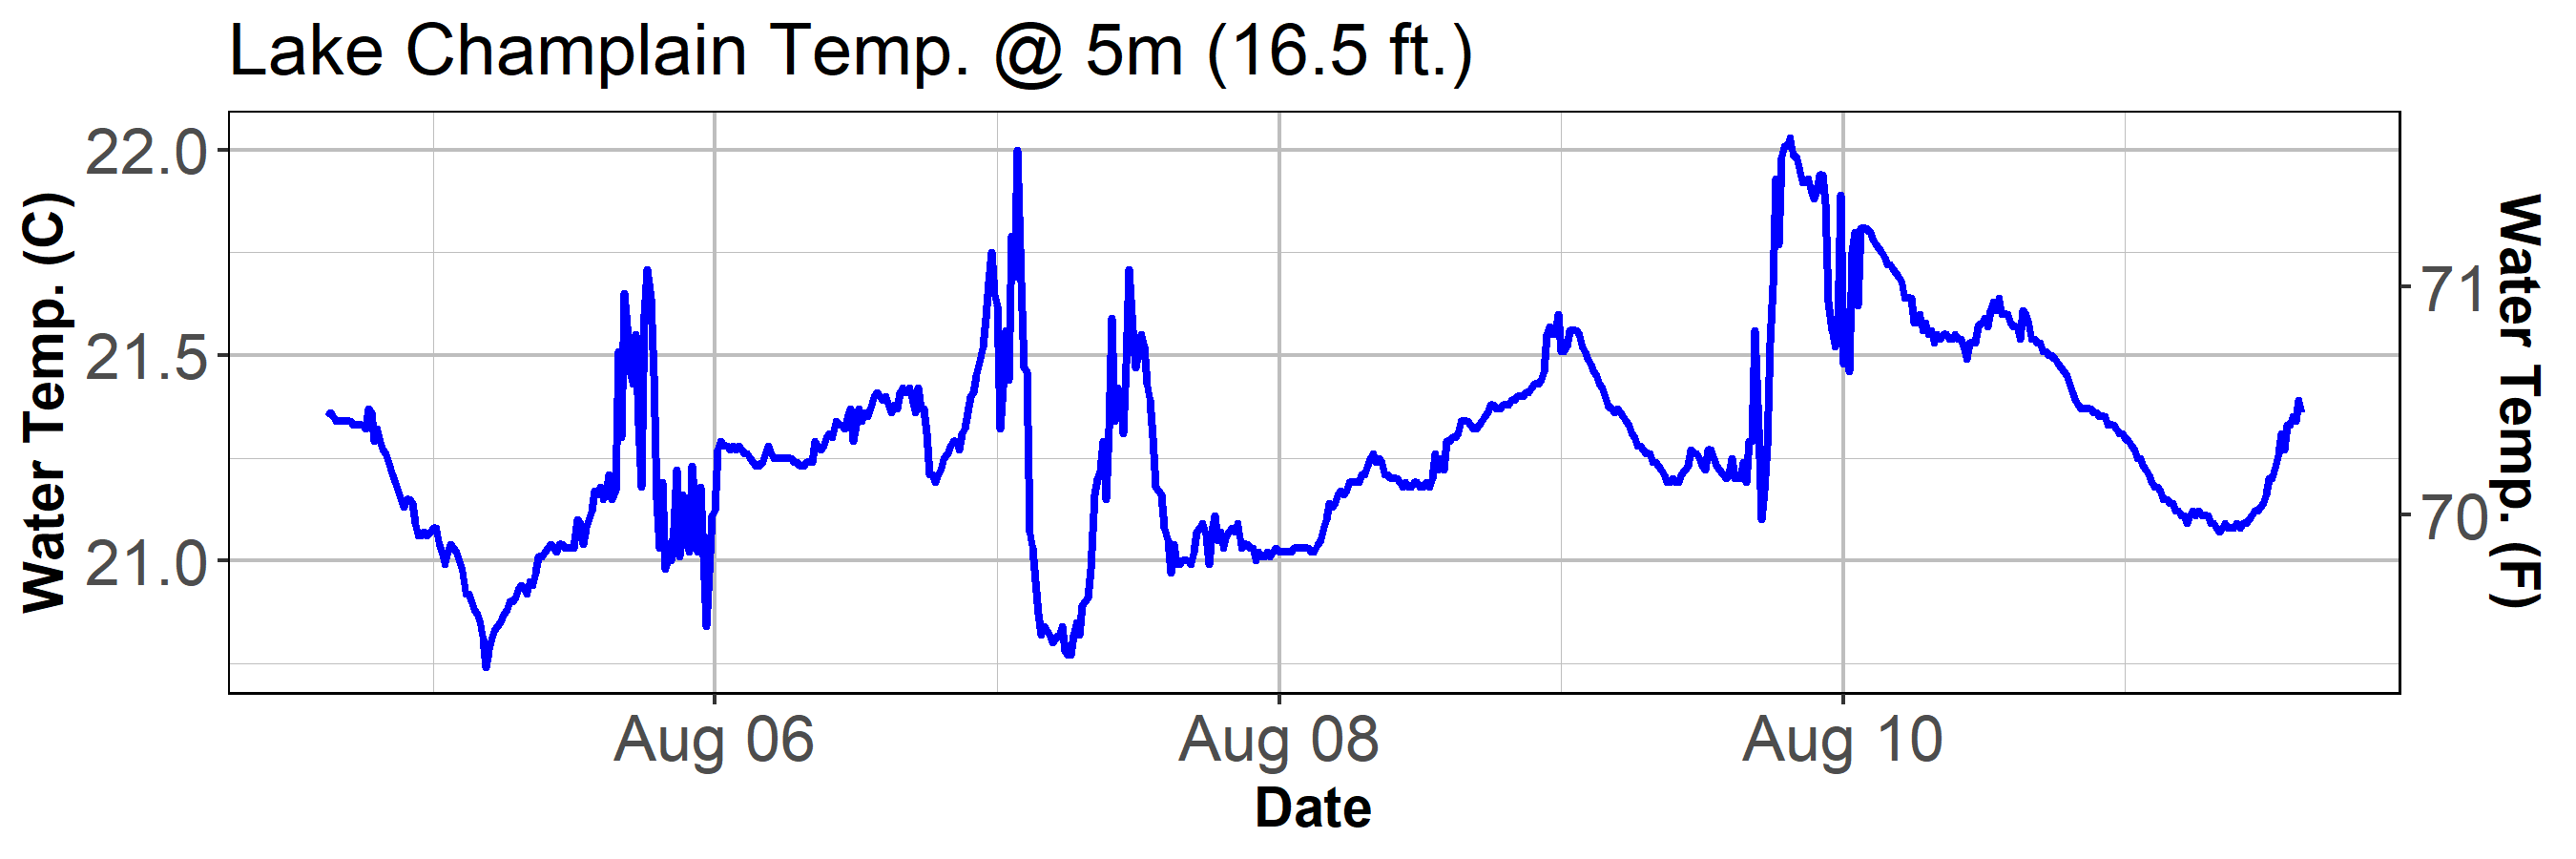 Lake Champlain Temp. @ 5m (16.5 ft.)
Water Temp. (C)
22.0
21.5
21.0
71
70
Water Temp. (F)
Aug 06
Aug 08
Aug 10
Date